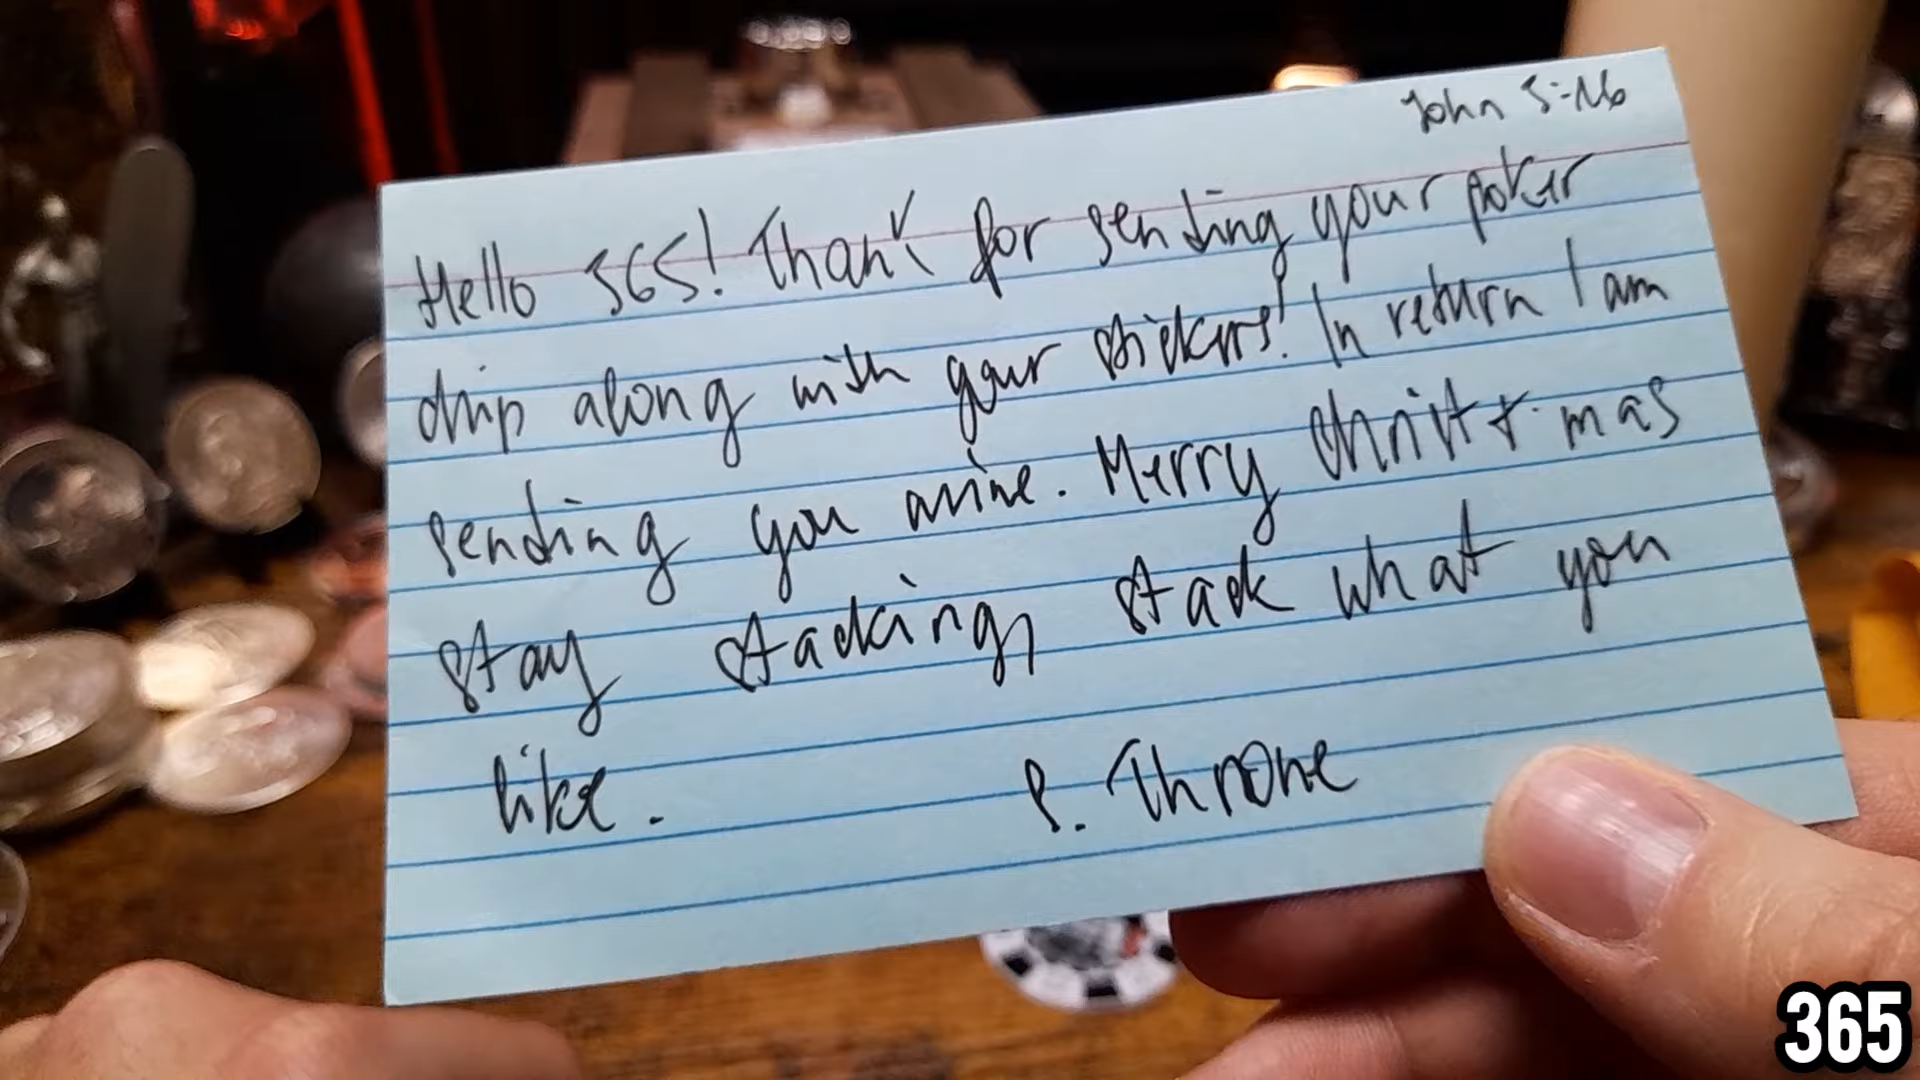 John 3:16
Hello 365! Thank for sending your poker
chip along with your stickers! In return I am
sending you mine. Merry Christmas
stay stacking, stack what you
like. S. Throne
365